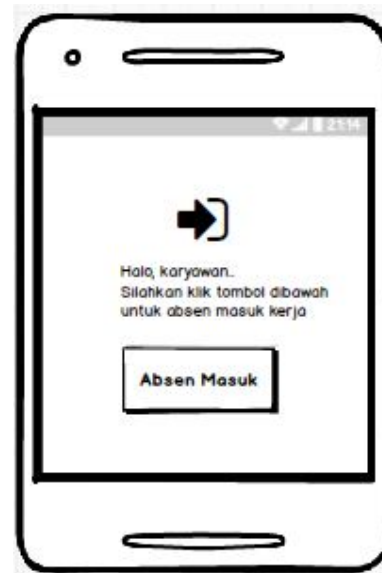 21:14
Halo, karyawan..
Silahkan klik tombol dibawah
untuk absen masuk kerja
Absen Masuk